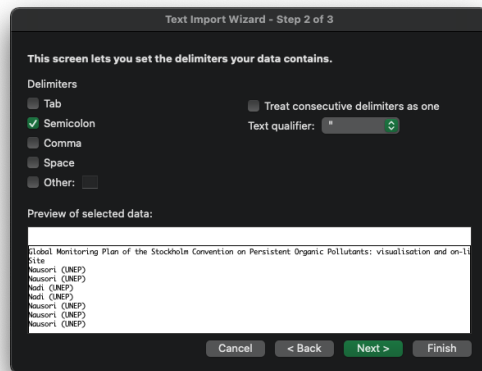 Text Import Wizard - Step 2 of 3
This screen lets you set the delimiters your data contains.
Delimiters
Tab
Semicolon
Comma
Space
Other:
Treat consecutive delimiters as one
Text qualifier: "
Preview of selected data:
Global Monitoring Plan of the Stockholm Convention on Persistent Organic Pollutants: visualisation and on-li
Site
Nausori (UNEP)
Nausori (UNEP)
Nadi (UNEP)
Nadi (UNEP)
Nausori (UNEP)
Nausori (UNEP)
Nausori (UNEP)
Cancel
< Back
Next >
Finish